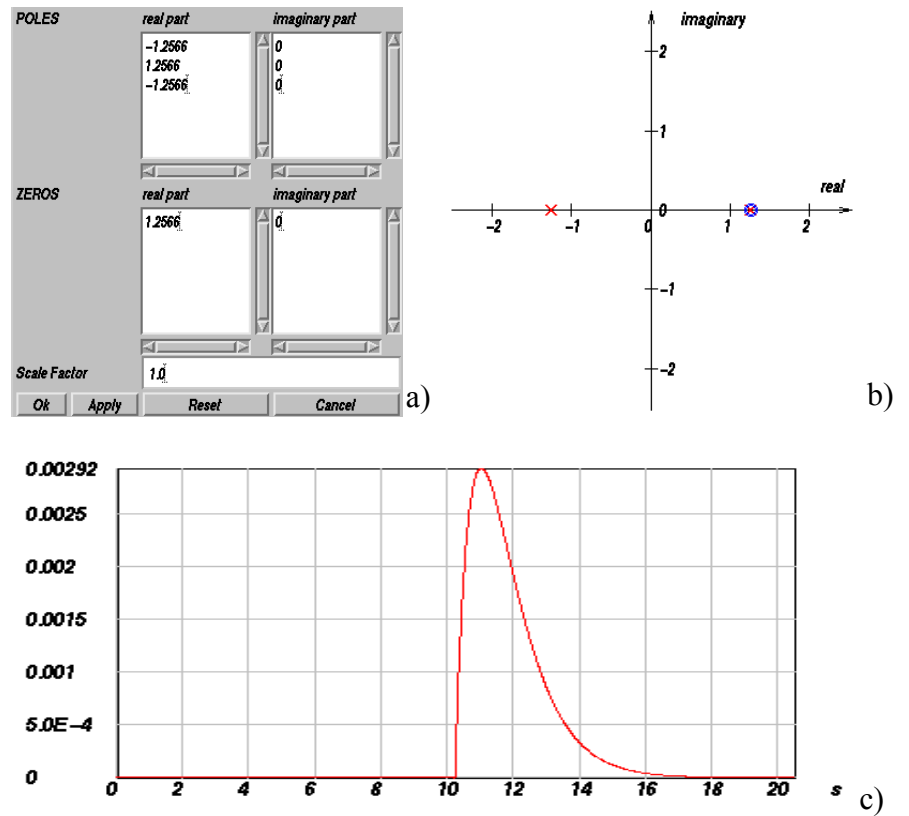 POLES real part imaginary part
−1.2566 0
1.2566 0
−1.2566 0
ZEROS real part imaginary part
1.2566 0
Scale Factor 1.0
Ok Apply Reset Cancel
a)
imaginary
2
1
real
0
−2 −1 0 1 2
−1
−2
b)
0.00292
0.0025
0.002
0.0015
0.001
5.0E−4
0
0 2 4 6 8 10 12 14 16 18 20 s
c)